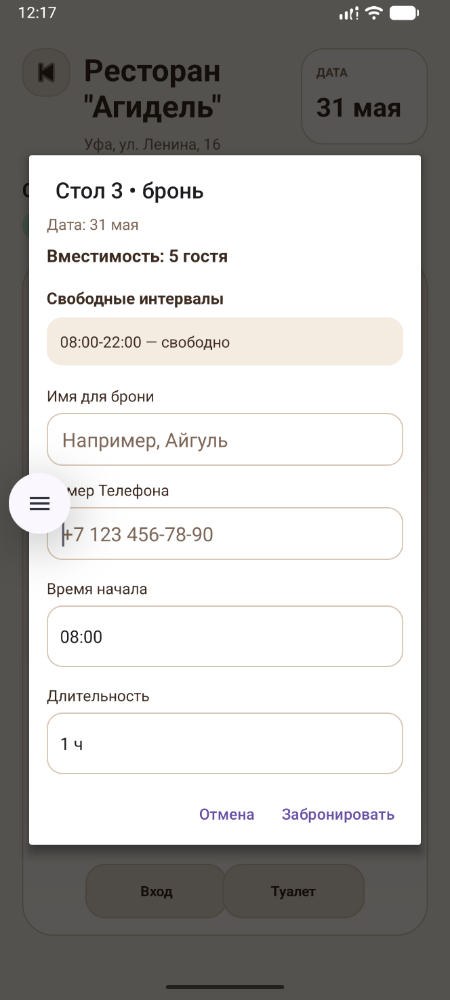 12:17
Ресторан
"Агидель"
Уфа, ул. Ленина, 16
ДАТА
31 мая
Стол 3 • бронь
Дата: 31 мая
Вместимость: 5 гостя
Свободные интервалы
08:00-22:00 — свободно
Имя для брони
Например, Айгуль
мер Телефона
+7 123 456-78-90
Время начала
08:00
Длительность
1 ч
Отмена
Забронировать
Вход
Туалет